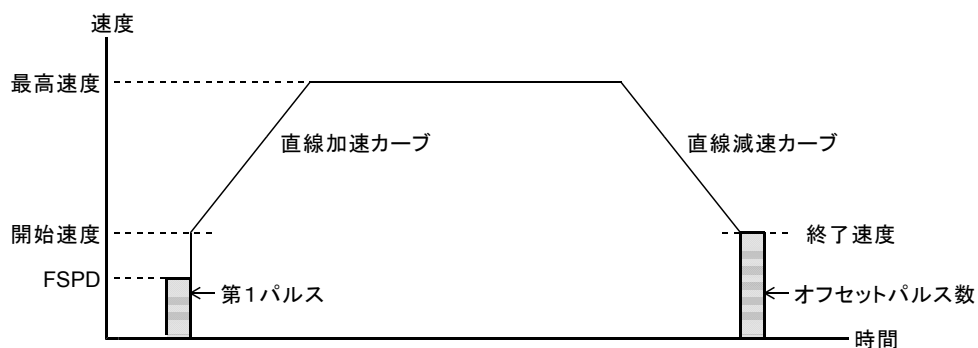 速度
最高速度
直線加速カーブ
直線減速カーブ
開始速度
終了速度
FSPD
第１パルス
オフセットパルス数
時間